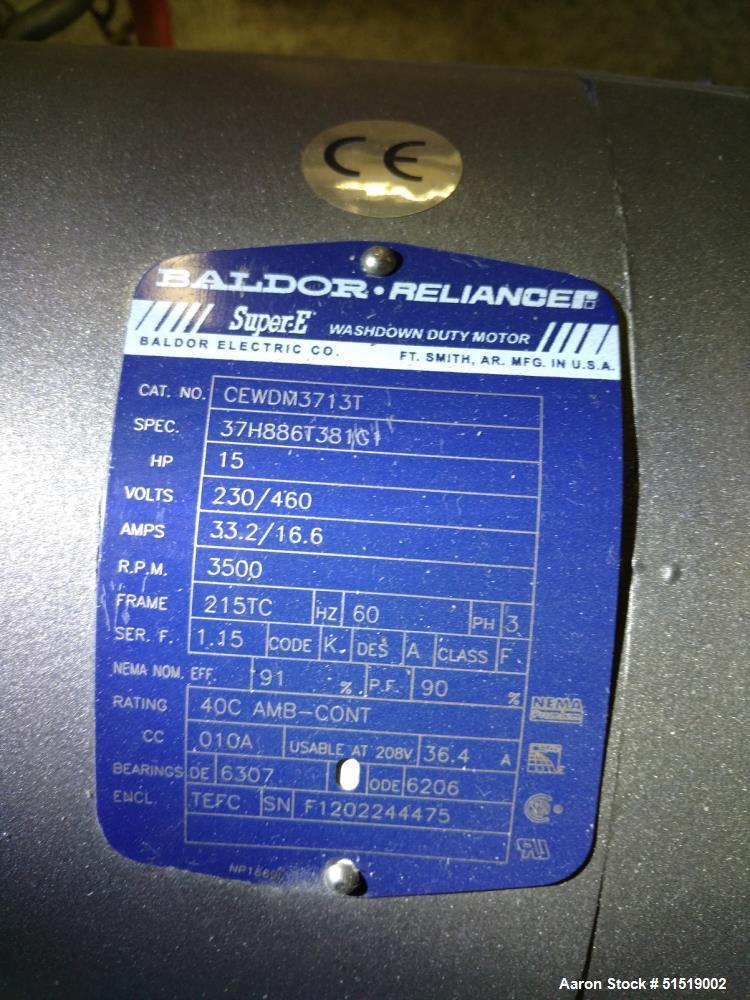 CE
BALDOR • RELIANCER
Super-E WASHDOWN DUTY MOTOR
BALDOR ELECTRIC CO. FT. SMITH, AR. MFG. IN U.S.A.
CAT. NO. CEWDM3713T
SPEC. 37H886T381G1
HP 15
VOLTS 230/460
AMPS 33.2/16.6
R.P.M. 3500
FRAME 215TC HZ 60 PH 3
SER. F. 1.15 CODE K DES A CLASS F
NEMA NOM. EFF. 91 % P.F. 90 %
RATING 40C AMB-CONT
NEMA Premium
CC 010A USABLE AT 208V 36.4 A
BEARINGS DE 6307 ODE 6206
ENCL. TEFC SN F1202244475
Aaron Stock # 51519002